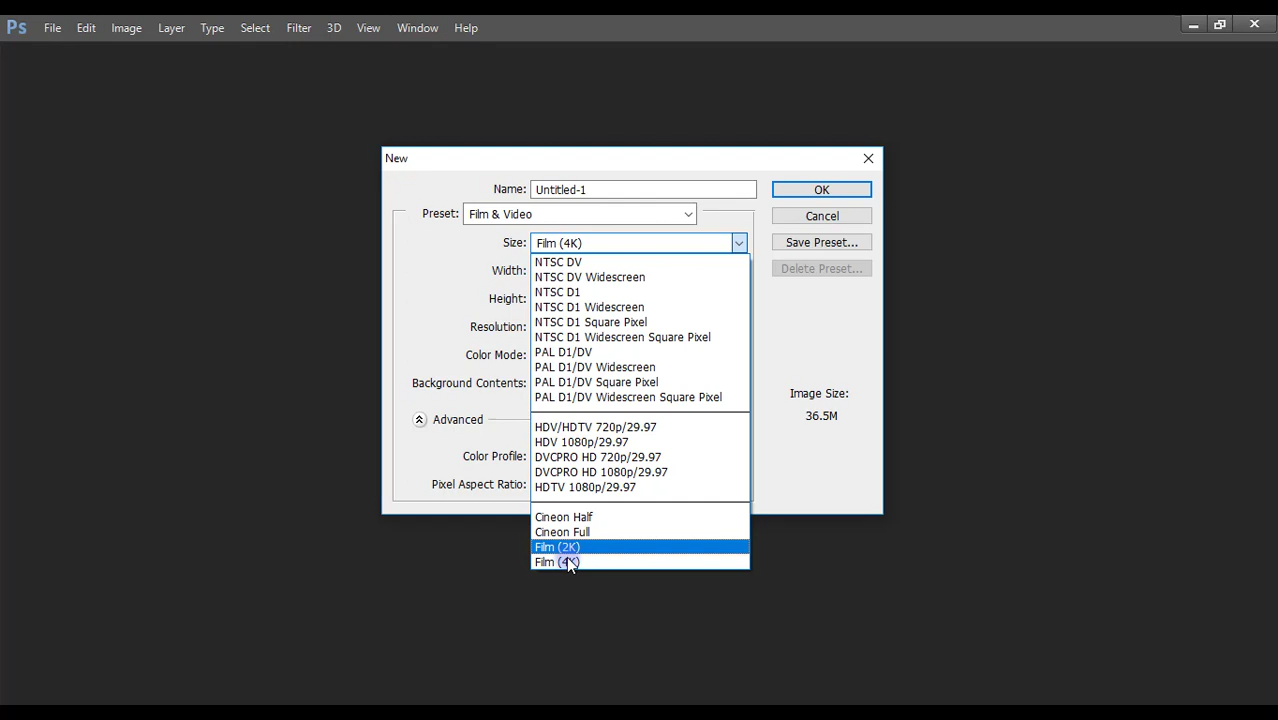 Ps File Edit Image Layer Type Select Filter 3D View Window Help
New
Name: Untitled-1 OK
Preset: Film & Video Cancel
Size: Film (4K) Save Preset...
NTSC DV
Width: NTSC DV Widescreen Delete Preset...
NTSC D1
Height: NTSC D1 Widescreen
Resolution: NTSC D1 Square Pixel
NTSC D1 Widescreen Square Pixel
Color Mode: PAL D1/DV
PAL D1/DV Widescreen
Background Contents: PAL D1/DV Square Pixel
PAL D1/DV Widescreen Square Pixel
Image Size:
36.5M
Advanced
HDV/HDTV 720p/29.97
HDV 1080p/29.97
Color Profile: DVCPRO HD 720p/29.97
DVCPRO HD 1080p/29.97
Pixel Aspect Ratio: HDTV 1080p/29.97
Cineon Half
Cineon Full
Film (2K)
Film (4K)